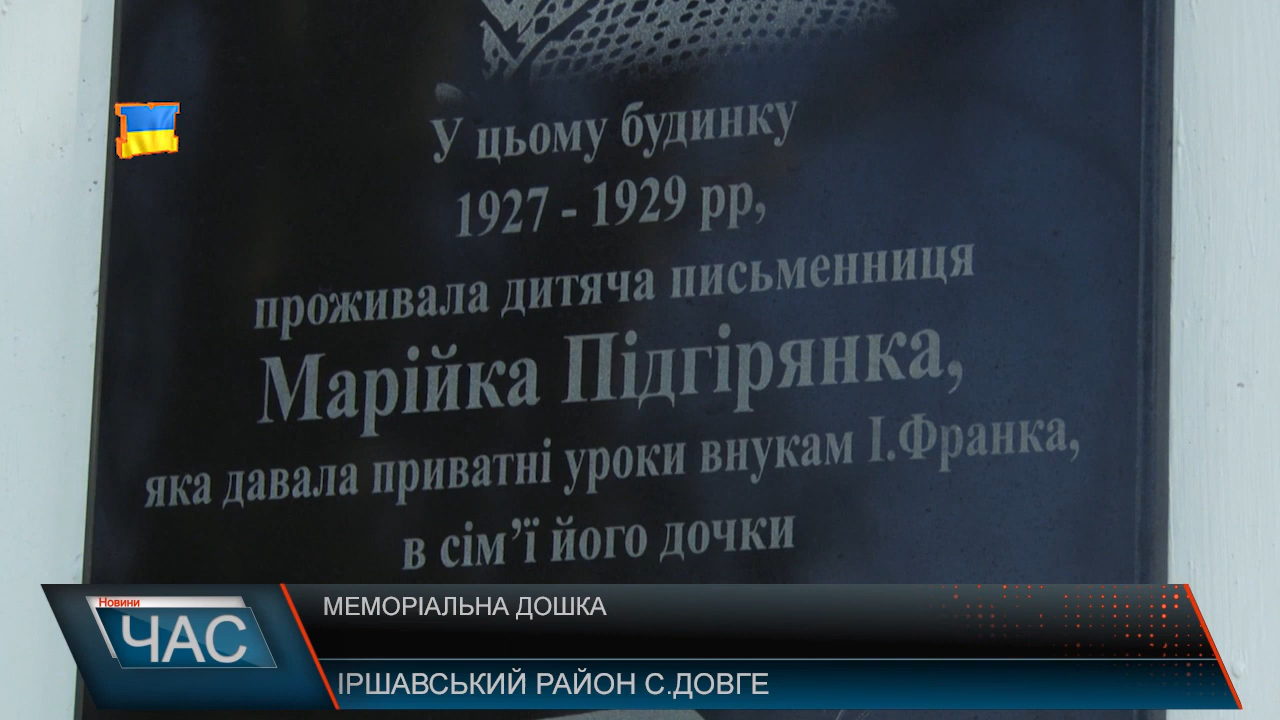 У цьому будинку
1927 - 1929 рр,
проживала дитяча письменниця
Марійка Підгірянка,
яка давала приватні уроки внукам І.Франка,
в сім’ї його дочки
Новини
ЧАС
МЕМОРІАЛЬНА ДОШКА
ІРШАВСЬКИЙ РАЙОН С.ДОВГЕ